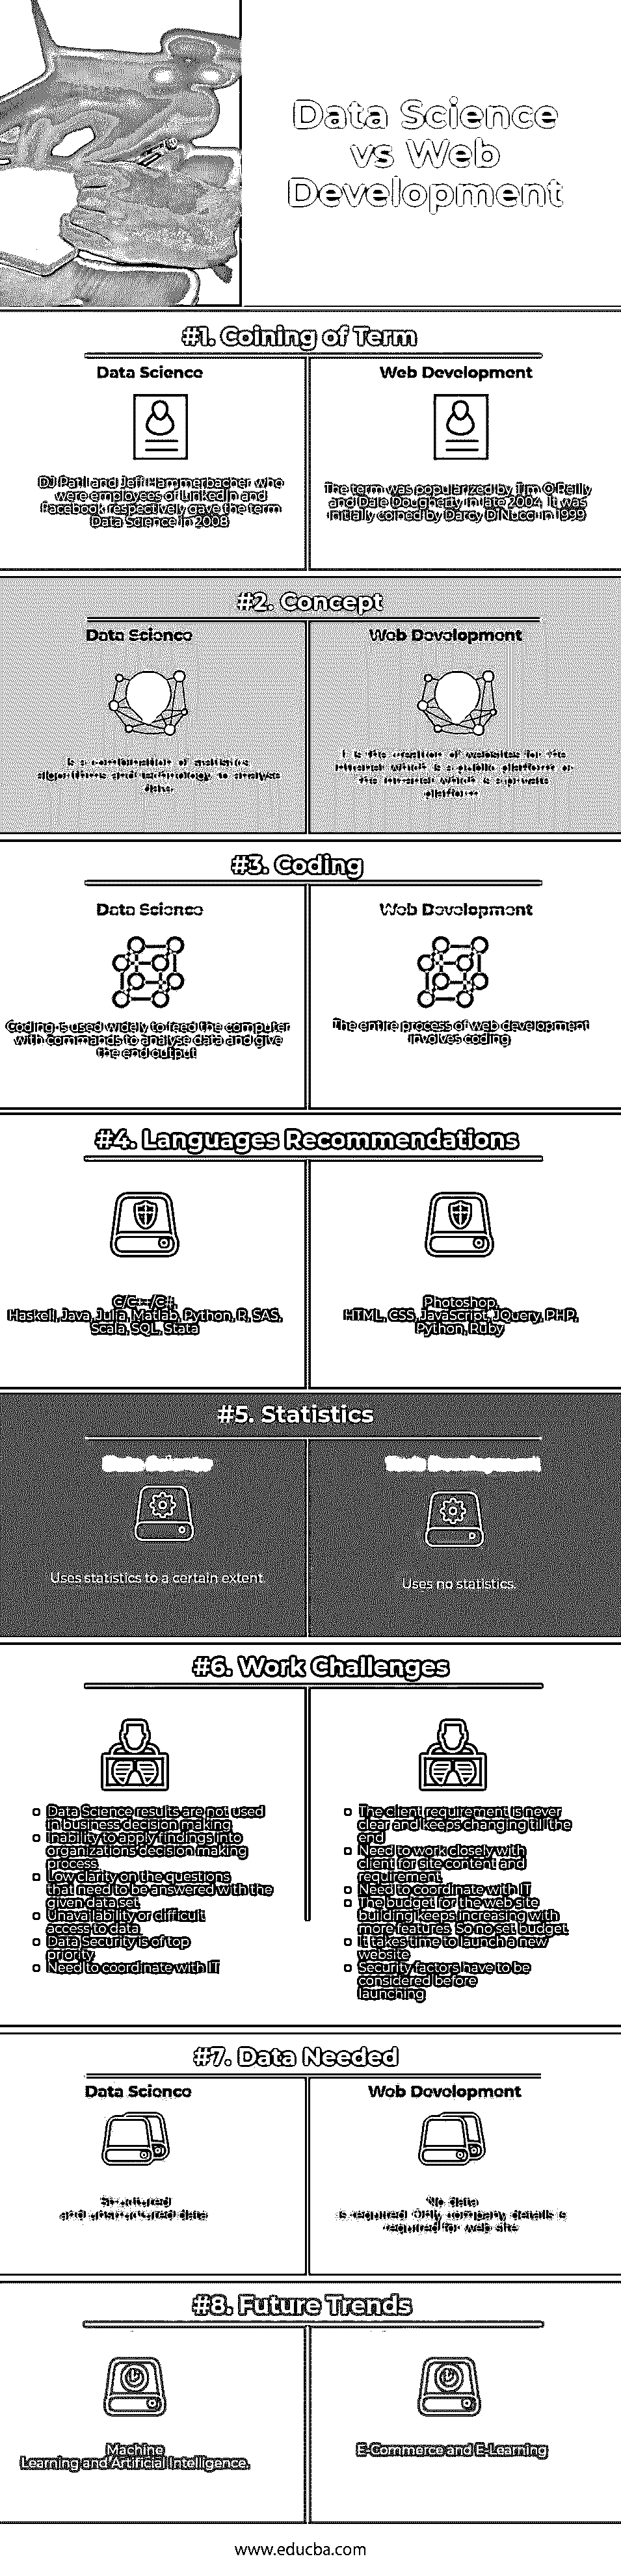 Data Science
vs Web
Development
#1. Coining of Term
Data Science
DJ Patil and Jeff Hammerbacher who
were employees of LinkedIn and
Facebook respectively gave the term
Data Science in 2008
Web Development
The term was popularized by Tim O'Reilly
and Dale Dougherty in late 2004. It was
initially coined by Darcy DiNucci in 1999
#2. Concept
Data Science
Is a combination of statistics
algorithms and technology to analyse
data.
Web Development
It is the creation of websites for the
internet which is a public platform or
the intranet which is a private
platform
#3. Coding
Data Science
Coding is used widely to feed the computer
with commands to analyse data and give
the end output
Web Development
The entire process of web development
involves coding
#4. Languages Recommendations
C/C++/C#,
Haskell, Java, Julia, Matlab, Python, R, SAS,
Scala, SQL, Stata
Photoshop,
HTML, CSS, JavaScript, JQuery, PHP,
Python, Ruby
#5. Statistics
Data Science
Uses statistics to a certain extent.
Web Development
Uses no statistics.
#6. Work Challenges
Data Science results are not used
in business decision making.
Inability to apply findings into
organizations decision making
process.
Low clarity on the questions
that need to be answered with the
given data set.
Unavailability or difficult
access to data.
Data Security is of top
priority.
Need to coordinate with IT
The client requirement is never
clear and keeps changing till the
end
Need to work closely with
client for site content and
requirement.
Need to coordinate with IT
The budget for the web site
building keeps increasing with
more features. So no set budget.
It takes time to launch a new
website
Security factors have to be
considered before
launching
#7. Data Needed
Data Science
Structured
and unstructured data
Web Development
No data
is required. Only company details is
required for web site
#8. Future Trends
Machine
Learning and Artificial Intelligence.
E-Commerce and E-Learning
www.educba.com